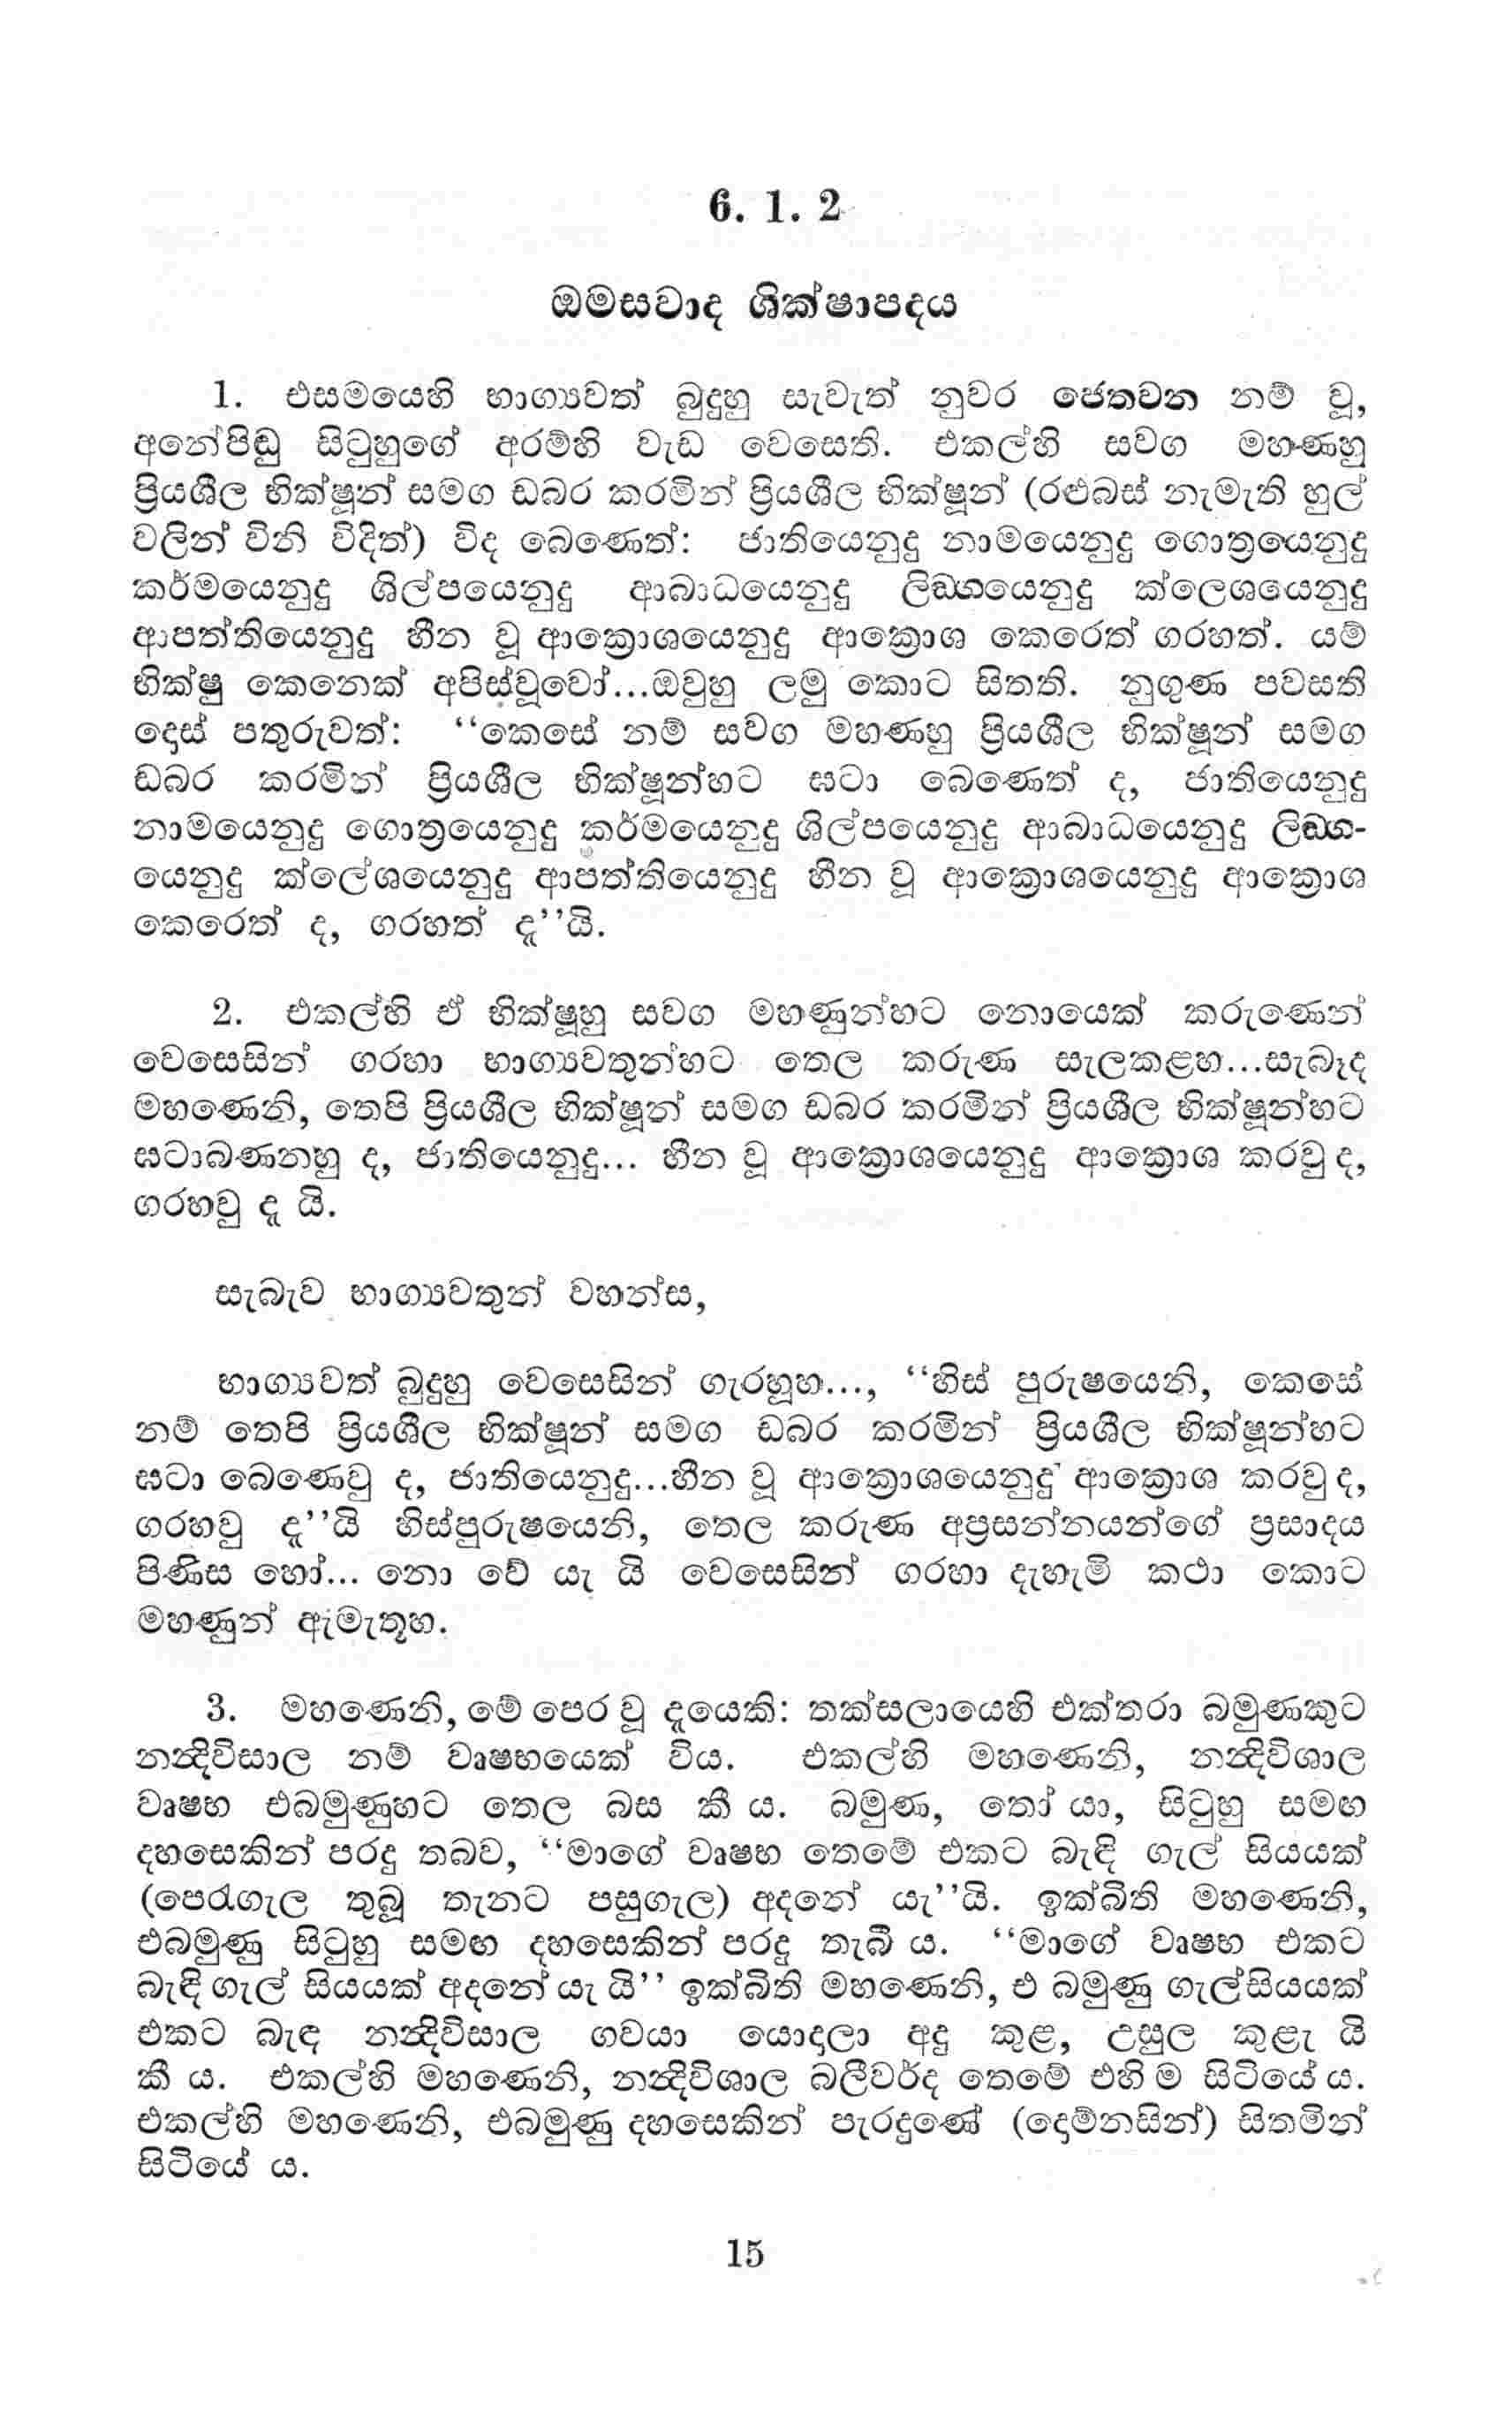 6. 1. 2
ඔමසවාද ශික්ෂාපදය
1. එසමයෙහි භාග්‍යවත් බුදුහු සැවැත් නුවර ජෙතවන නම් වූ,
අනේපිඬු සිටුහුගේ අරම්හි වැඩ වෙසෙති. එකල්හි සවග මහණහු
ප්‍රියශීල භික්ෂූන් සමග ඩබර කරමින් ප්‍රියශීල භික්ෂූන් (රළුබස් නැමැති හුල්
වලින් විනි විදිත්) විද බෙණෙත්: ජාතියෙනුදු නාමයෙනුදු ගොත්‍රයෙනුදු
කර්මයෙනුදු ශිල්පයෙනුදු ආබාධයෙනුදු ලිඞ්ගයෙනුදු ක්ලෙශයෙනුදු
ආපත්තියෙනුදු හීන වූ ආක්‍රොශයෙනුදු ආක්‍රොශ කෙරෙත් ගරහත්. යම්
භික්ෂු කෙනෙක් අපිස්වූවෝ...ඔවුහු ලමු කොට සිතති. නුගුණ පවසති
දොස් පතුරුවත්: “කෙසේ නම් සවග මහණහු ප්‍රියශීල භික්ෂූන් සමග
ඩබර කරමින් ප්‍රියශීල භික්ෂූන්හට ඝටා බෙණෙත් ද, ජාතියෙනුදු
නාමයෙනුදු ගොත්‍රයෙනුදු කර්මයෙනුදු ශිල්පයෙනුදු ආබාධයෙනුදු ලිඞ්ග-
යෙනුදු ක්ලේශයෙනුදු ආපත්තියෙනුදු හීන වූ ආක්‍රොශයෙනුදු ආක්‍රොශ
කෙරෙත් ද, ගරහත් දැ”යි.
2. එකල්හි ඒ භික්ෂූහු සවග මහණුන්හට නොයෙක් කරුණෙන්
වෙසෙසින් ගරහා භාග්‍යවතුන්හට තෙල කරුණ සැලකළහ...සැබෑද
මහණෙනි, තෙපි ප්‍රියශීල භික්ෂූන් සමග ඩබර කරමින් ප්‍රියශීල භික්ෂූන්හට
ඝටාබණනහු ද, ජාතියෙනුදු... හීන වූ ආක්‍රොශයෙනුදු ආක්‍රොශ කරවු ද,
ගරහවු දැ යි.
සැබැව භාග්‍යවතුන් වහන්ස,
භාග්‍යවත් බුදුහු වෙසෙසින් ගැරහූහ..., “හිස් පුරුෂයෙනි, කෙසේ
නම් තෙපි ප්‍රියශීල භික්ෂූන් සමග ඩබර කරමින් ප්‍රියශීල භික්ෂූන්හට
ඝටා බෙණෙවු ද, ජාතියෙනුදු...හීන වූ ආක්‍රොශයෙනුදු ආක්‍රොශ කරවු ද,
ගරහවු දැ”යි හිස්පුරුෂයෙනි, තෙල කරුණ අප්‍රසන්නයන්ගේ ප්‍රසාදය
පිණිස හෝ... නො වේ යැ යි වෙසෙසින් ගරහා දැහැමි කථා කොට
මහණුන් ඇමැතූහ.
3. මහණෙනි, මේ පෙර වූ දැයෙකි: තක්සලායෙහි එක්තරා බමුණකුට
නන්දිවිසාල නම් වෘෂභයෙක් විය. එකල්හි මහණෙනි, නන්දිවිශාල
වෘෂභ එබමුණුහට තෙල බස කී ය. බමුණ, තෝ යා, සිටුහු සමඟ
දහසෙකින් පරදු තබව, “මාගේ වෘෂභ තෙමේ එකට බැඳි ගැල් සියයක්
(පෙරැගැල තුබූ තැනට පසුගැල) අදනේ යැ”යි. ඉක්බිති මහණෙනි,
එබමුණු සිටුහු සමඟ දහසෙකින් පරදු තැබී ය. “මාගේ වෘෂභ එකට
බැඳි ගැල් සියයක් අදනේ යැ යි” ඉක්බිති මහණෙනි, එ බමුණු ගැල්සියයක්
එකට බැඳ නන්දිවිසාල ගවයා යොදලා අදු කුළ, උසුල කුළැ යි
කී ය. එකල්හි මහණෙනි, නන්දිවිශාල බලීවර්ද තෙමේ එහි ම සිටියේ ය.
එකල්හි මහණෙනි, එබමුණු දහසෙකින් පැරදුණේ (දොම්නසින්) සිතමින්
සිටියේ ය.
15